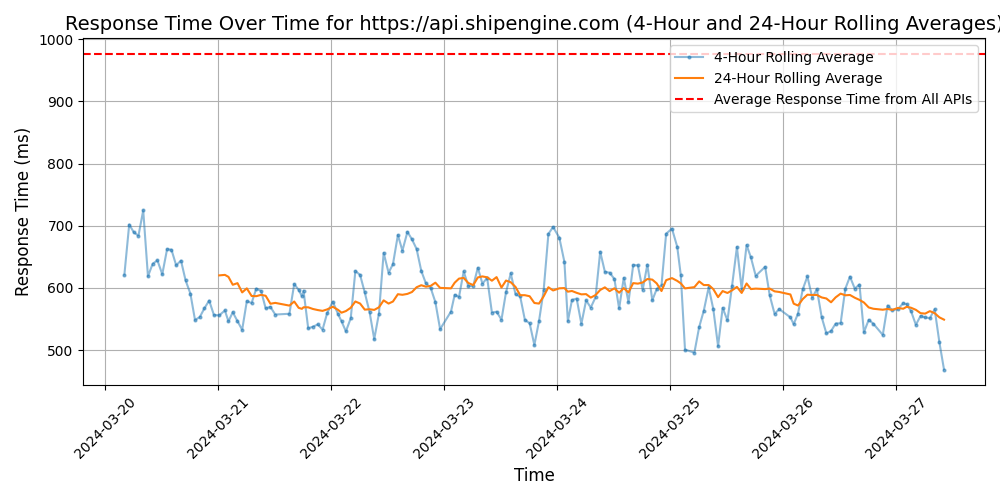 Response Time Over Time for https://api.shipengine.com (4-Hour and 24-Hour Rolling Averages)
1000
900
800
700
600
500
Response Time (ms)
4-Hour Rolling Average
24-Hour Rolling Average
Average Response Time from All APIs
2024-03-20
2024-03-21
2024-03-22
2024-03-23
2024-03-24
2024-03-25
2024-03-26
2024-03-27
Time